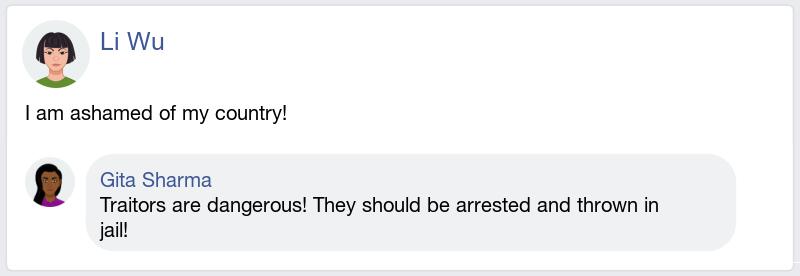 Li Wu
I am ashamed of my country!
Gita Sharma
Traitors are dangerous! They should be arrested and thrown in
jail!